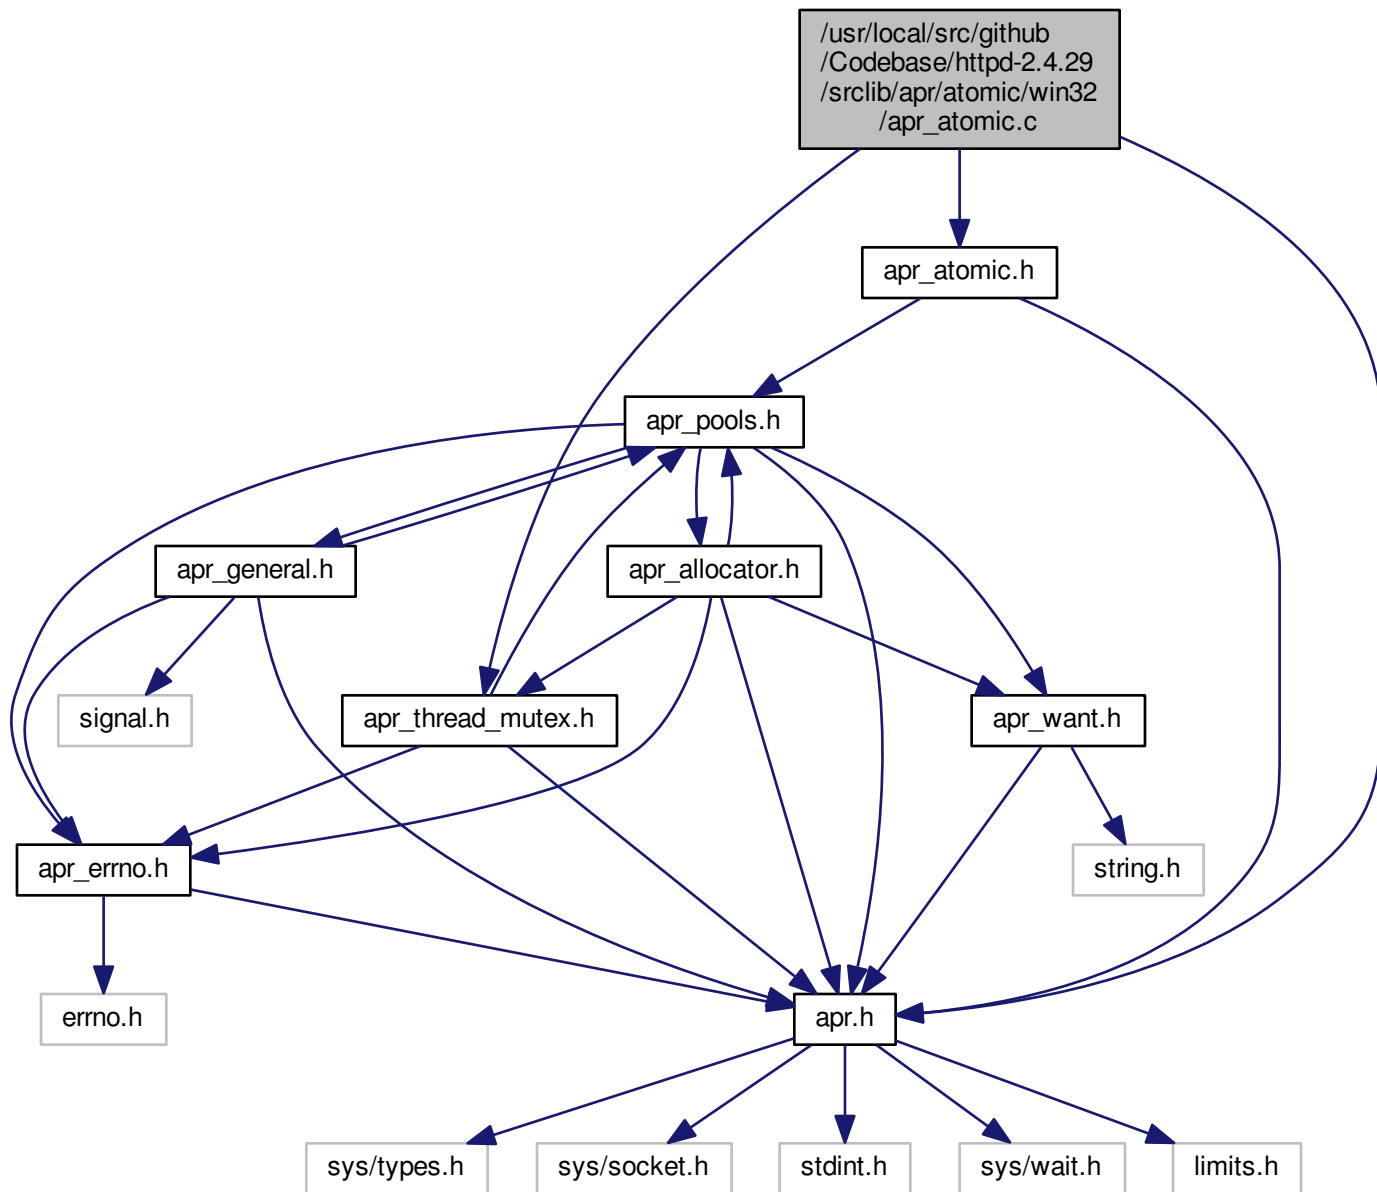 /usr/local/src/github
/Codebase/httpd-2.4.29
/srclib/apr/atomic/win32
/apr_atomic.c
apr_atomic.h
apr_pools.h
apr_general.h
apr_allocator.h
signal.h
apr_thread_mutex.h
apr_want.h
apr_errno.h
string.h
errno.h
apr.h
sys/types.h
sys/socket.h
stdint.h
sys/wait.h
limits.h